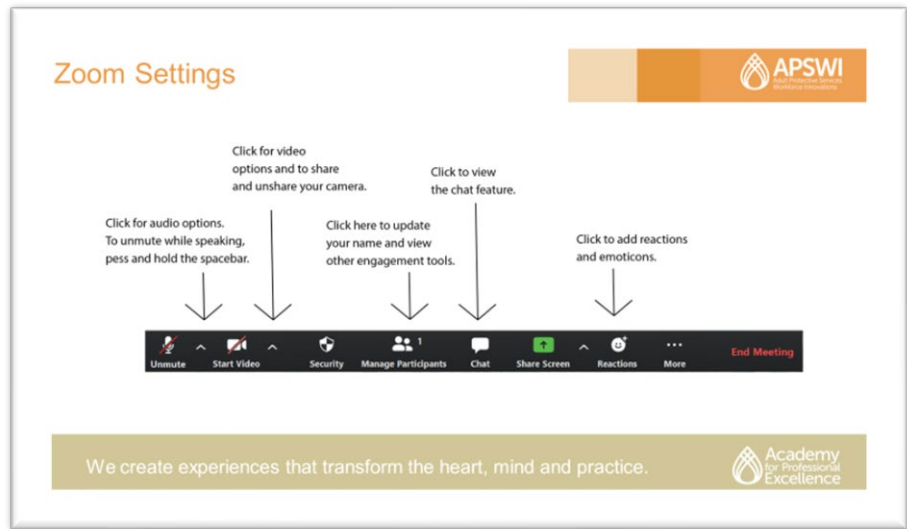 Zoom Settings
APSWI
Adult Protective Services
Workforce Innovations
Click for video
options and to share
and unshare your camera.
Click to view
the chat feature.
Click for audio options.
To unmute while speaking,
pess and hold the spacebar.
Click here to update
your name and view
other engagement tools.
Click to add reactions
and emoticons.
1
Unmute
Start Video
Security
Manage Participants
Chat
Share Screen
Reactions
More
End Meeting
We create experiences that transform the heart, mind and practice.
Academy
for Professional
Excellence